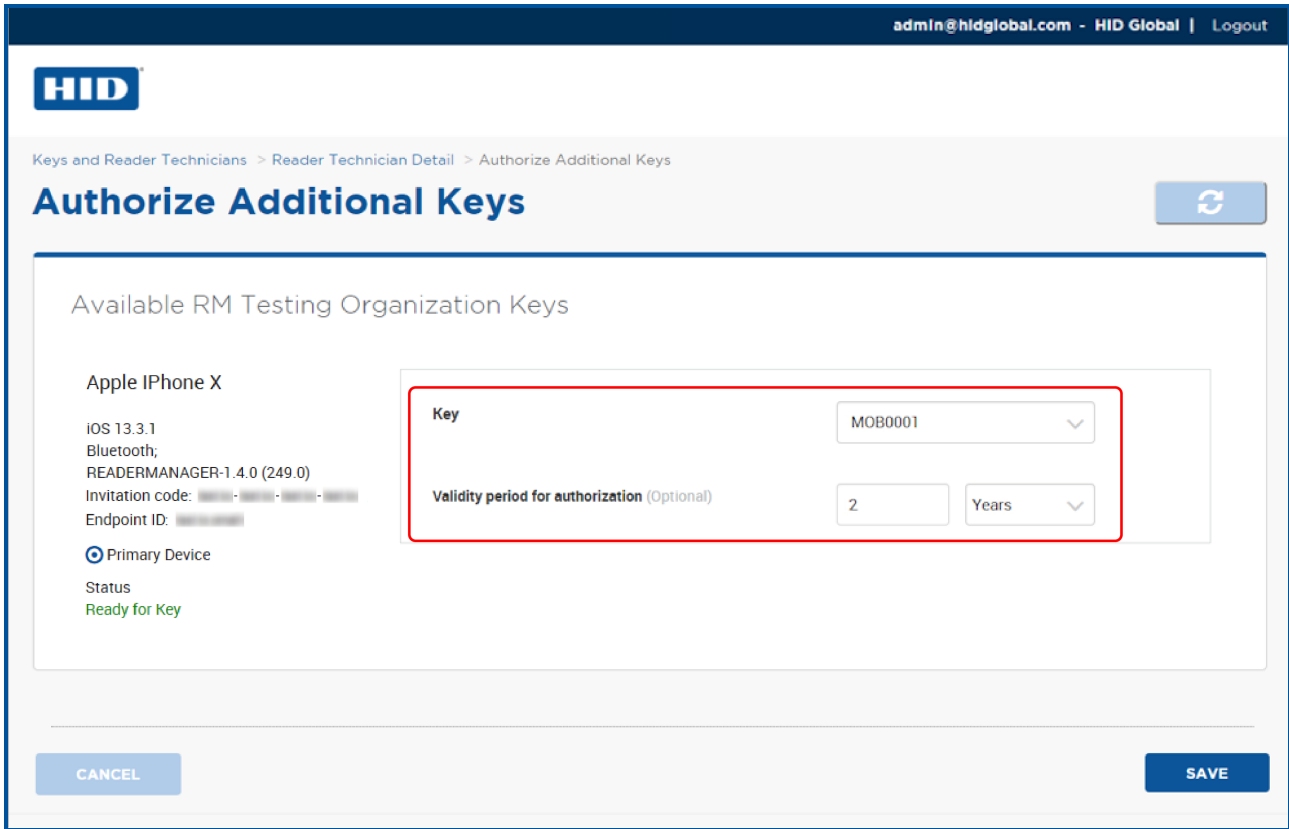 admin@hidglobal.com - HID Global | Logout
HID
Keys and Reader Technicians > Reader Technician Detail > Authorize Additional Keys
Authorize Additional Keys
Available RM Testing Organization Keys
Apple IPhone X
iOS 13.3.1
Bluetooth;
READERMANAGER-1.4.0 (249.0)
Invitation code:
Endpoint ID:
Primary Device
Status
Ready for Key
Key
MOB0001
Validity period for authorization (Optional)
2
Years
CANCEL
SAVE